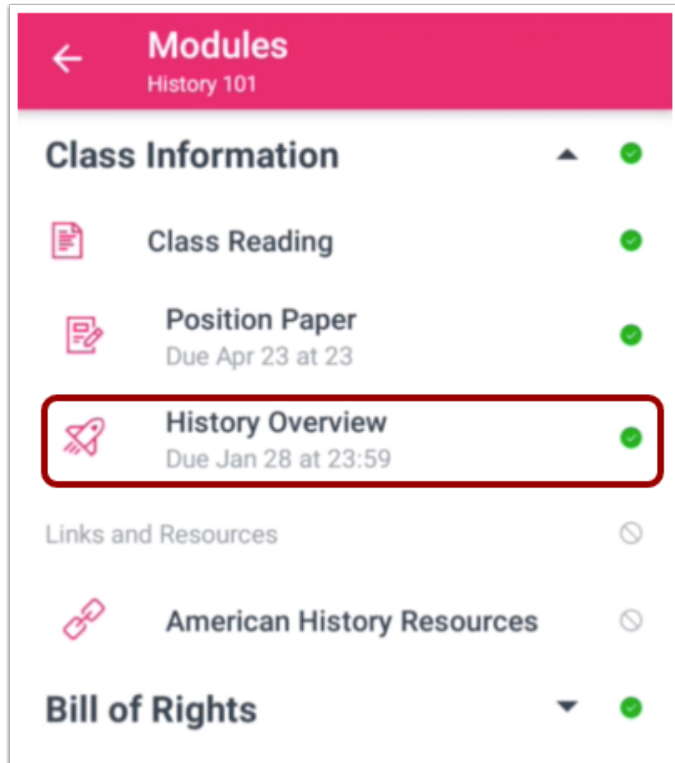 Modules
History 101
Class Information
Class Reading
Position Paper
Due Apr 23 at 23
History Overview
Due Jan 28 at 23:59
Links and Resources
American History Resources
Bill of Rights